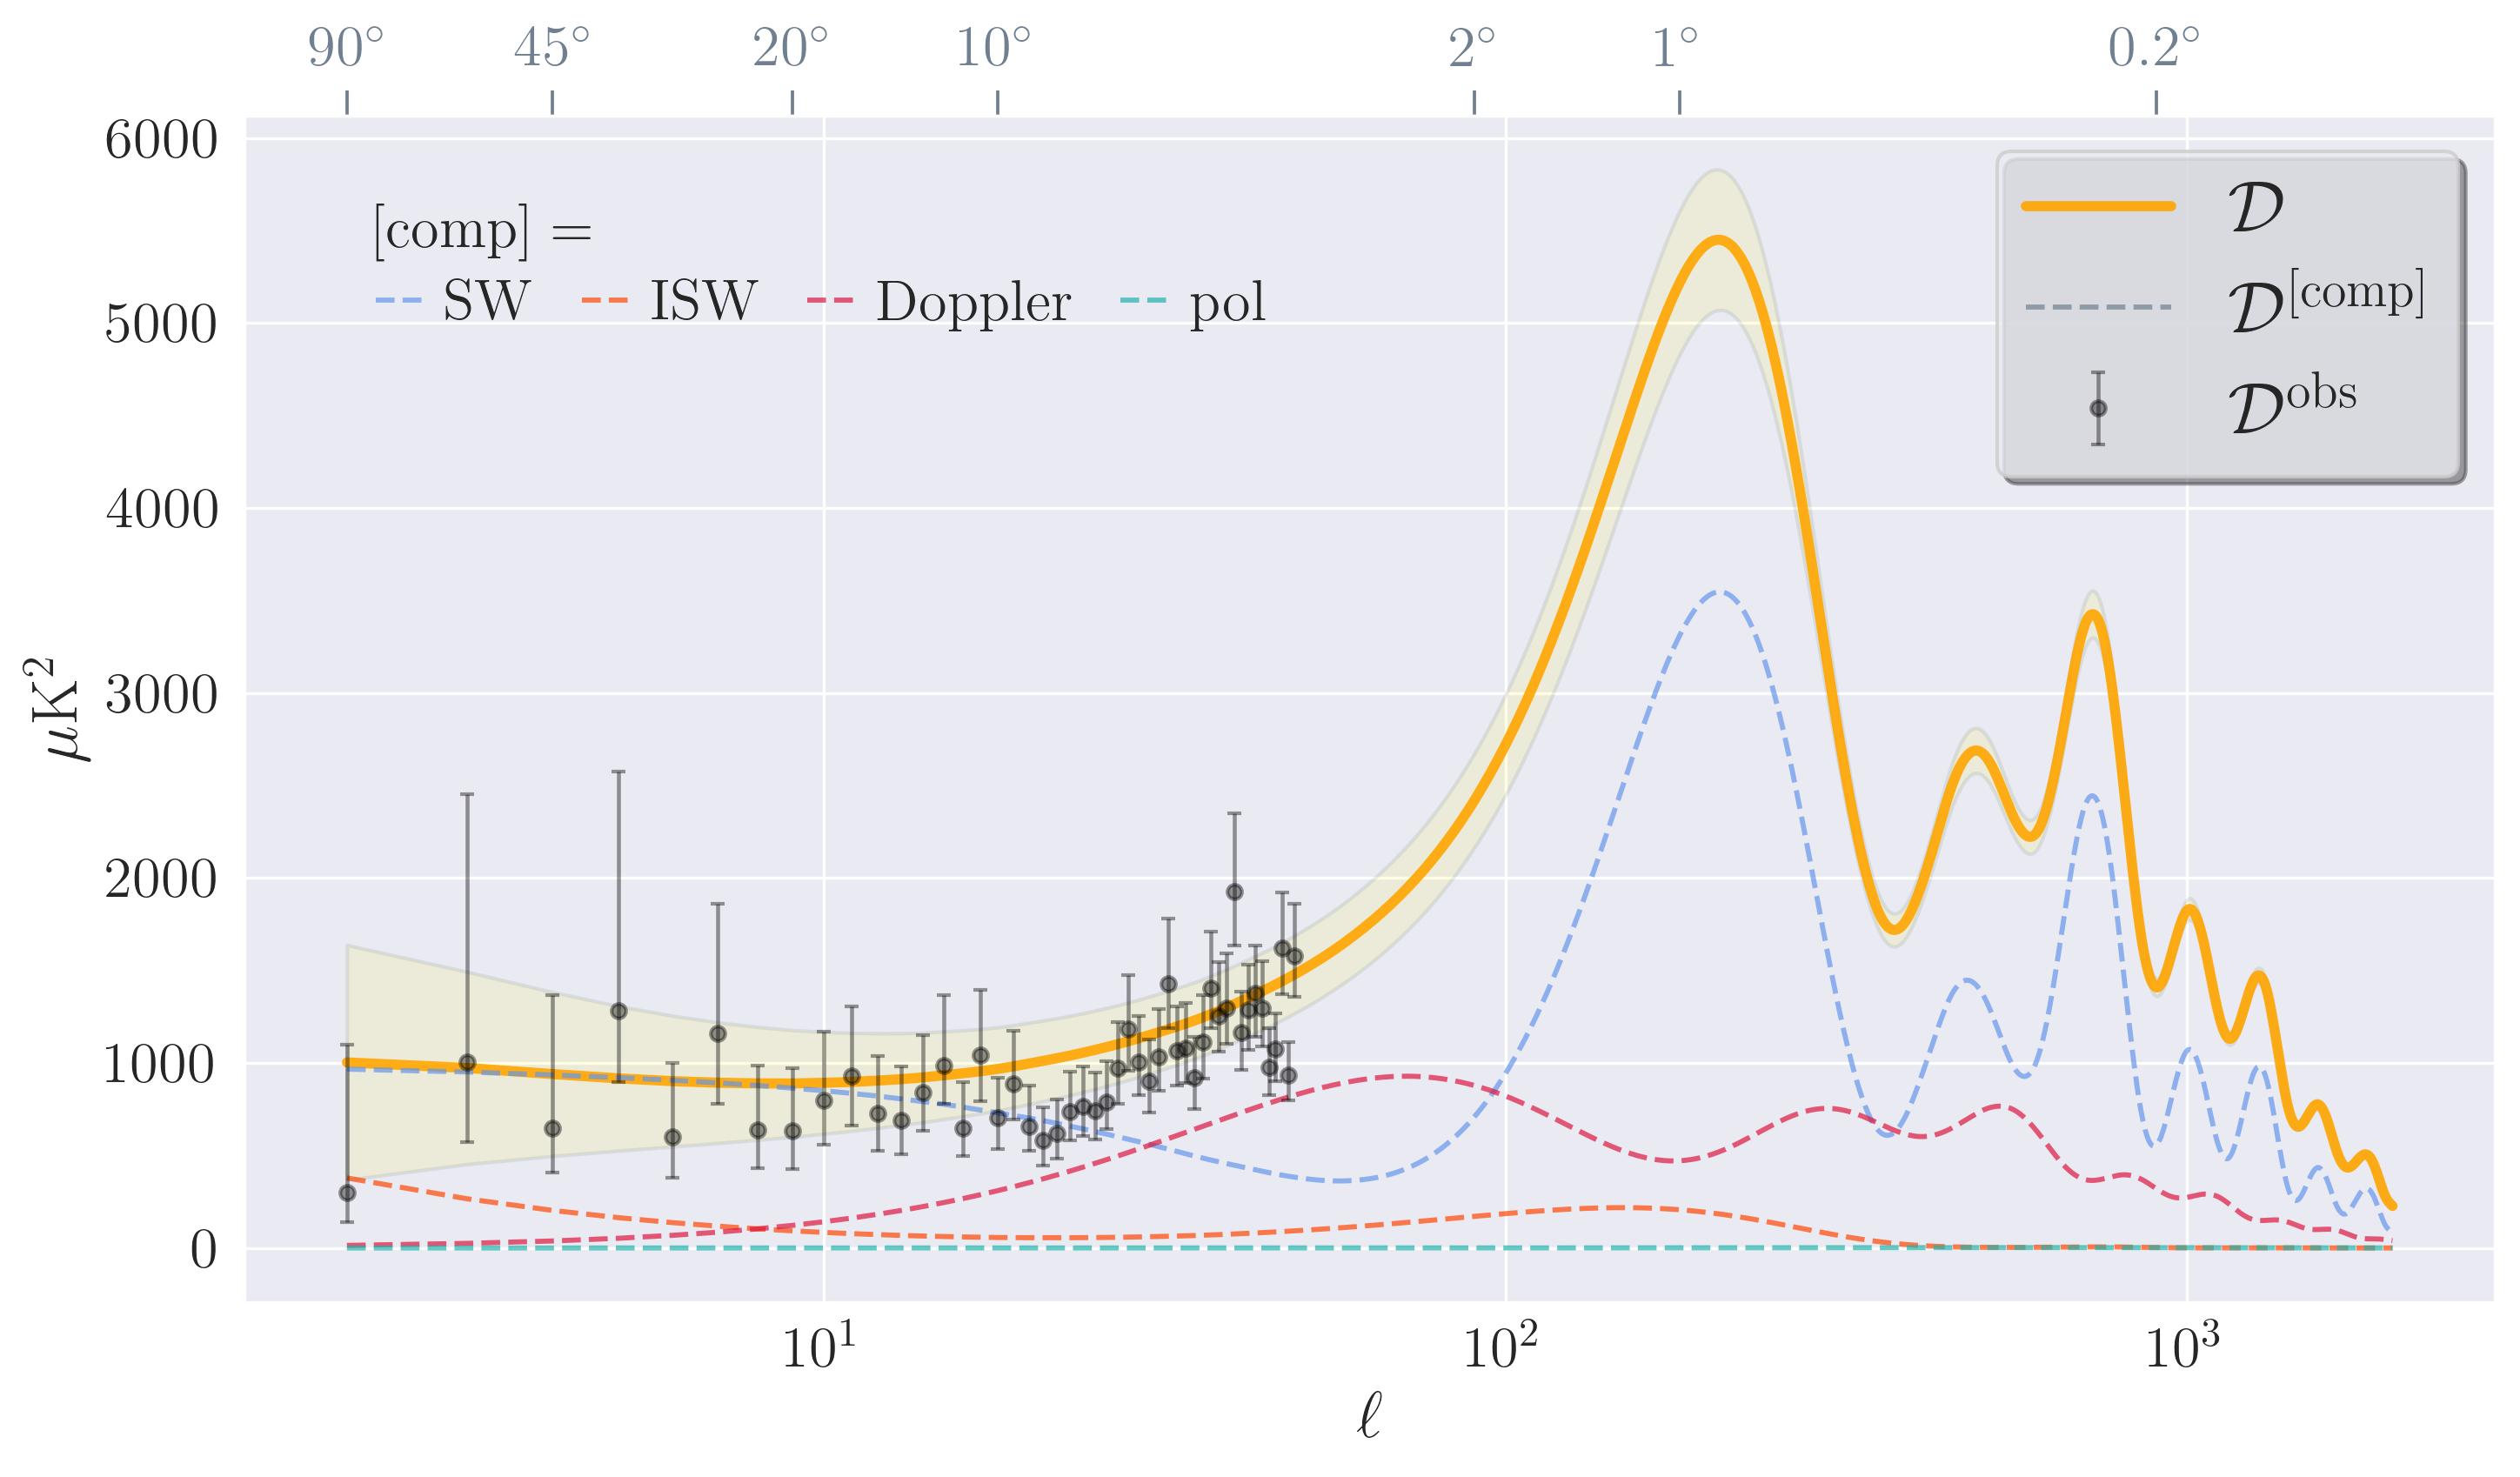 90° 45° 20° 10° 2° 1° 0.2°
6000
5000
4000
3000
2000
1000
0
μK²
[comp] =
SW ISW Doppler pol
𝒟
𝒟^[comp]
𝒟^obs
10¹ 10² 10³
ℓ